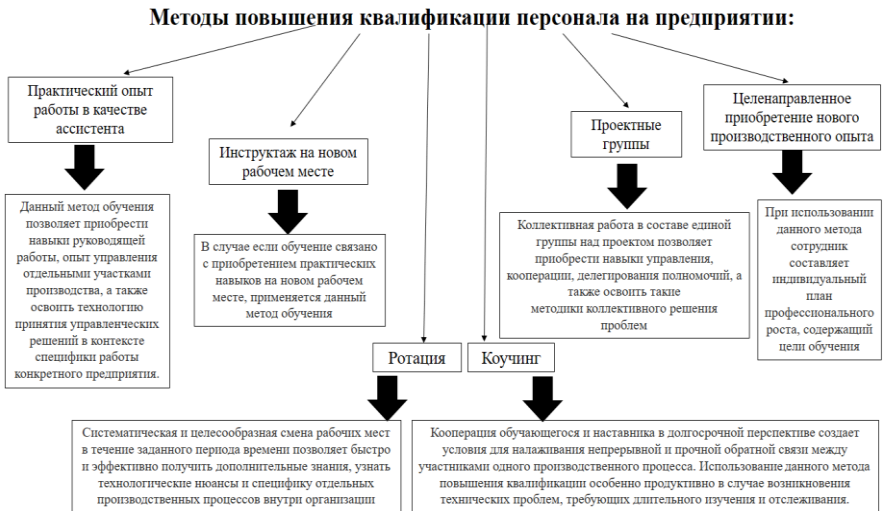 Методы повышения квалификации персонала на предприятии:
Практический опыт
работы в качестве
ассистента
Данный метод обучения
позволяет приобрести
навыки руководящей
работы, опыт управления
отдельными участками
производства, а также
освоить технологию
принятия управленческих
решений в контексте
специфики работы
конкретного предприятия.
Инструктаж на новом
рабочем месте
В случае если обучение связано
с приобретением практических
навыков на новом рабочем
месте, применяется данный
метод обучения
Ротация
Систематическая и целесообразная смена рабочих мест
в течение заданного периода времени позволяет быстро
и эффективно получить дополнительные знания, узнать
технологические нюансы и специфику отдельных
производственных процессов внутри организации
Коучинг
Кооперация обучающегося и наставника в долгосрочной перспективе создает
условия для налаживания непрерывной и прочной обратной связи между
участниками одного производственного процесса. Использование данного метода
повышения квалификации особенно продуктивно в случае возникновения
технических проблем, требующих длительного изучения и отслеживания.
Проектные
группы
Коллективная работа в составе единой
группы над проектом позволяет
приобрести навыки управления,
кооперации, делегирования полномочий, а
также освоить такие
методики коллективного решения
проблем
Целенаправленное
приобретение нового
производственного опыта
При использовании
данного метода
сотрудник
составляет
индивидуальный
план
профессионального
роста, содержащий
цели обучения